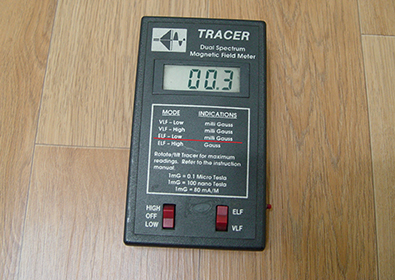 TRACER
Dual Spectrum
Magnetic Field Meter
00.3
MODE INDICATIONS
VLF – Low milli Gauss
VLF – High milli Gauss
ELF – Low milli Gauss
ELF – High Gauss
Rotate/tilt Tracer for maximum
readings. Refer to the instruction
manual.
1mG = 0.1 Micro Tesla
1mG = 100 nano Tesla
1mG = 80 mA/M
HIGH ELF
OFF
LOW VLF